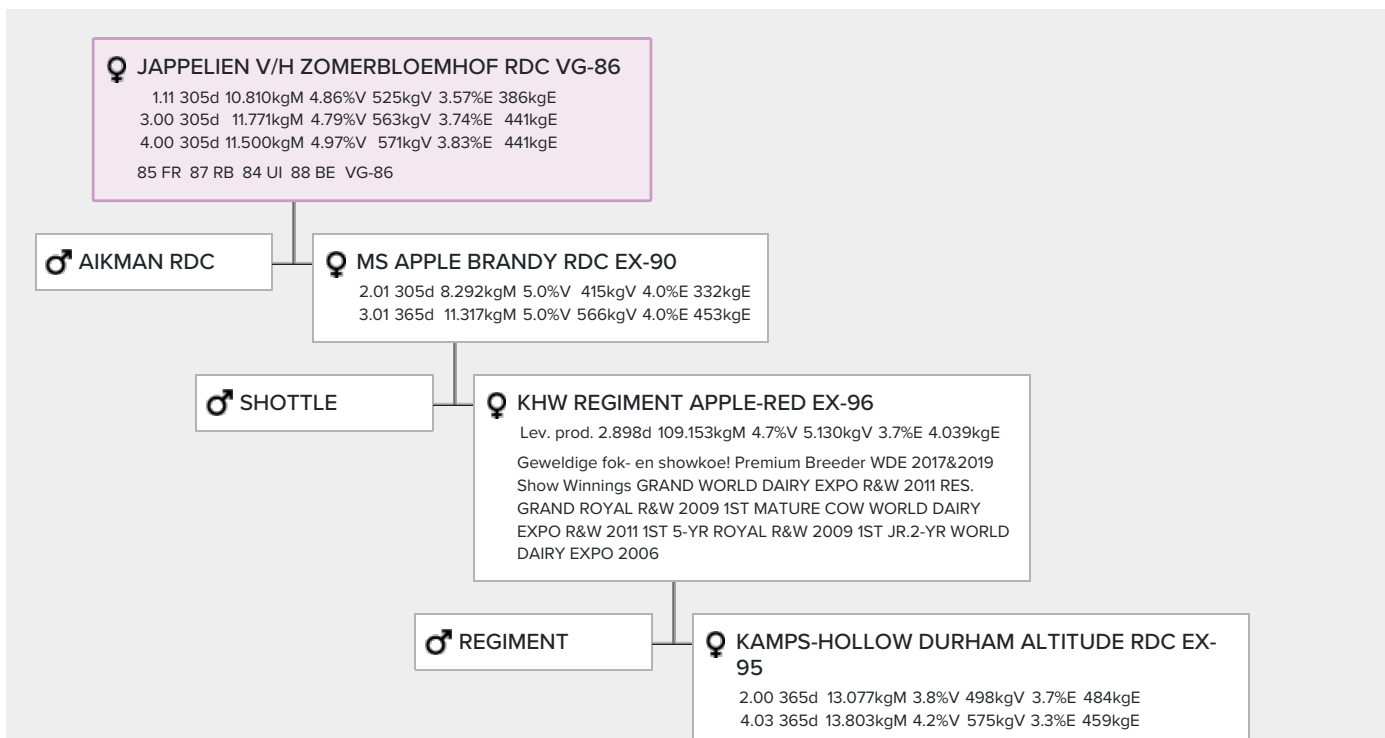 JAPPELIEN V/H ZOMERBLOEMHOF RDC VG-86
1.11 305d 10.810kgM 4.86%V 525kgV 3.57%E 386kgE
3.00 305d 11.771kgM 4.79%V 563kgV 3.74%E 441kgE
4.00 305d 11.500kgM 4.97%V 571kgV 3.83%E 441kgE
85 FR 87 RB 84 UI 88 BE VG-86
AIKMAN RDC
MS APPLE BRANDY RDC EX-90
2.01 305d 8.292kgM 5.0%V 415kgV 4.0%E 332kgE
3.01 365d 11.317kgM 5.0%V 566kgV 4.0%E 453kgE
SHOTTLE
KHW REGIMENT APPLE-RED EX-96
Lev. prod. 2.898d 109.153kgM 4.7%V 5.130kgV 3.7%E 4.039kgE
Geweldige fok- en showkoe! Premium Breeder WDE 2017&2019
Show Winnings GRAND WORLD DAIRY EXPO R&W 2011 RES.
GRAND ROYAL R&W 2009 1ST MATURE COW WORLD DAIRY
EXPO R&W 2011 1ST 5-YR ROYAL R&W 2009 1ST JR.2-YR WORLD
DAIRY EXPO 2006
REGIMENT
KAMPS-HOLLOW DURHAM ALTITUDE RDC EX-
95
2.00 365d 13.077kgM 3.8%V 498kgV 3.7%E 484kgE
4.03 365d 13.803kgM 4.2%V 575kgV 3.3%E 459kgE